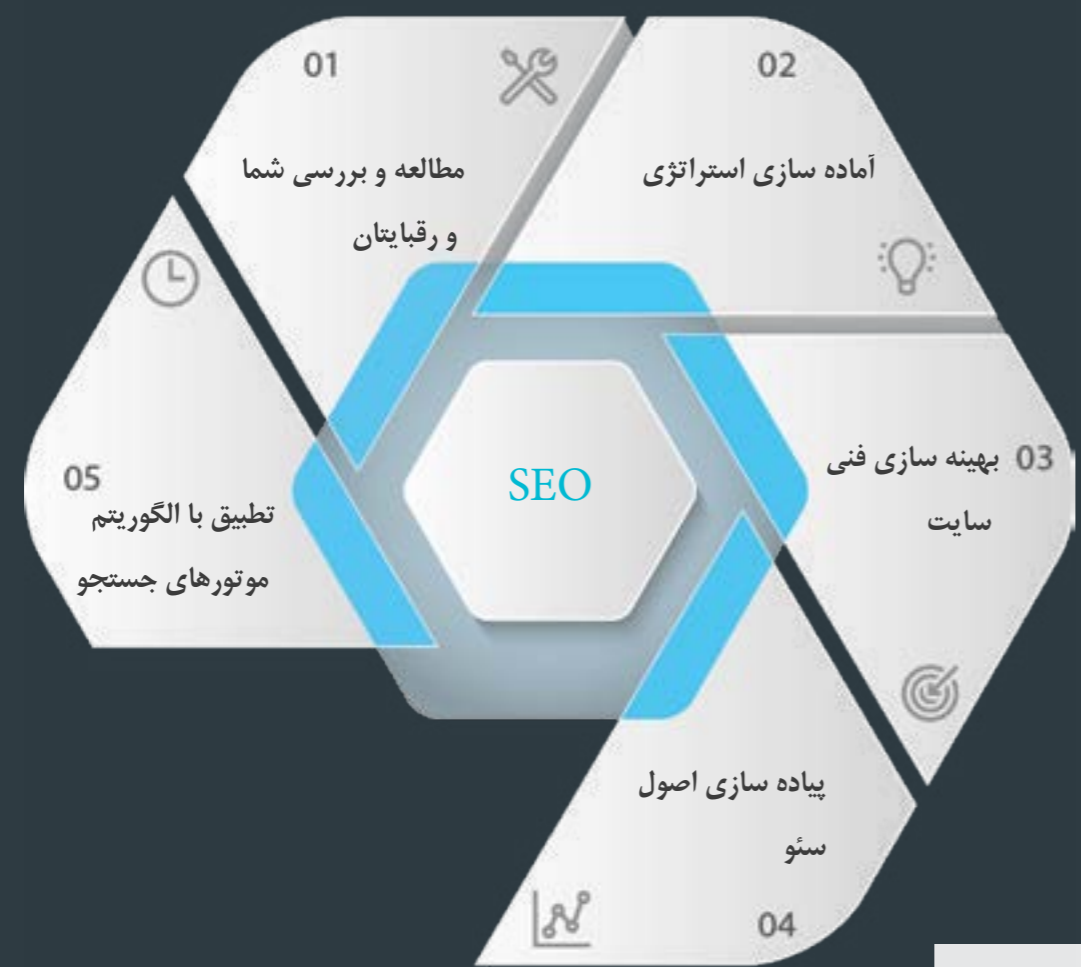 01
مطالعه و بررسی شما
و رقبایتان
02
آماده سازی استراتژی
03
بهینه سازی فنی
سایت
04
پیاده سازی اصول
سئو
05
تطبیق با الگوریتم
موتورهای جستجو
SEO